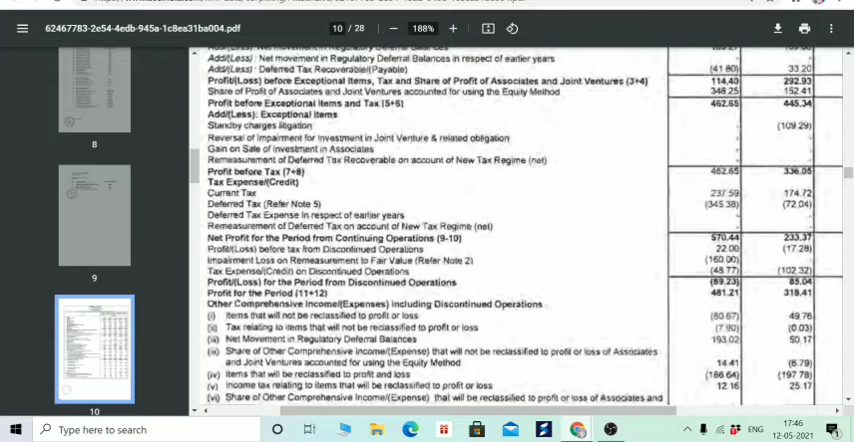 62467783-2e54-4edb-945a-1c8ea31ba004.pdf
10 / 28
188%
Add/(Less) : Net movement in Regulatory Deferral Balances
Add/(Less) : Net movement in Regulatory Deferral Balances in respect of earlier years
Add/(Less) : Deferred Tax Recoverable/(Payable) (41.80) 33.20
Profit/(Loss) before Exceptional Items, Tax and Share of Profit of Associates and Joint Ventures (3+4) 114.40 292.93
Share of Profit of Associates and Joint Ventures accounted for using the Equity Method 348.25 152.41
Profit before Exceptional Items and Tax (5+6) 462.65 445.34
Add/(Less): Exceptional Items
Standby charges litigation - (109.29)
Reversal of Impairment for Investment in Joint Venture & related obligation -
Gain on Sale of Investment in Associates -
Remeasurement of Deferred Tax Recoverable on account of New Tax Regime (net) -
Profit before Tax (7+8) 462.65 336.05
Tax Expense/(Credit)
Current Tax 237.59 174.72
Deferred Tax (Refer Note 5) (345.38) (72.04)
Deferred Tax Expense in respect of earlier years -
Remeasurement of Deferred Tax on account of New Tax Regime (net) -
Net Profit for the Period from Continuing Operations (9-10) 570.44 233.37
Profit/(Loss) before tax from Discontinued Operations 22.00 (17.28)
Impairment Loss on Remeasurement to Fair Value (Refer Note 2) (160.00) -
Tax Expense/(Credit) on Discontinued Operations (48.77) (102.32)
Profit/(Loss) for the Period from Discontinued Operations (89.23) 85.04
Profit for the Period (11+12) 481.21 318.41
Other Comprehensive Income/(Expenses) including Discontinued Operations
(i) Items that will not be reclassified to profit or loss (80.67) 49.76
(ii) Tax relating to items that will not be reclassified to profit or loss (7.90) (0.03)
(iii) Net Movement in Regulatory Deferral Balances 193.02 50.17
Share of Other Comprehensive Income/(Expense) that will not be reclassified to profit or loss of Associates
and Joint Ventures accounted for using the Equity Method 14.41 (6.79)
(iv) Items that will be reclassified to profit and loss (186.64) (197.78)
(v) Income tax relating to items that will be reclassified to profit or loss 12.16 25.17
(vi) Share of Other Comprehensive Income/(Expense) that will be reclassified to profit or loss of Associates and
8
9
10
Type here to search
ENG
17:46
12-05-2021